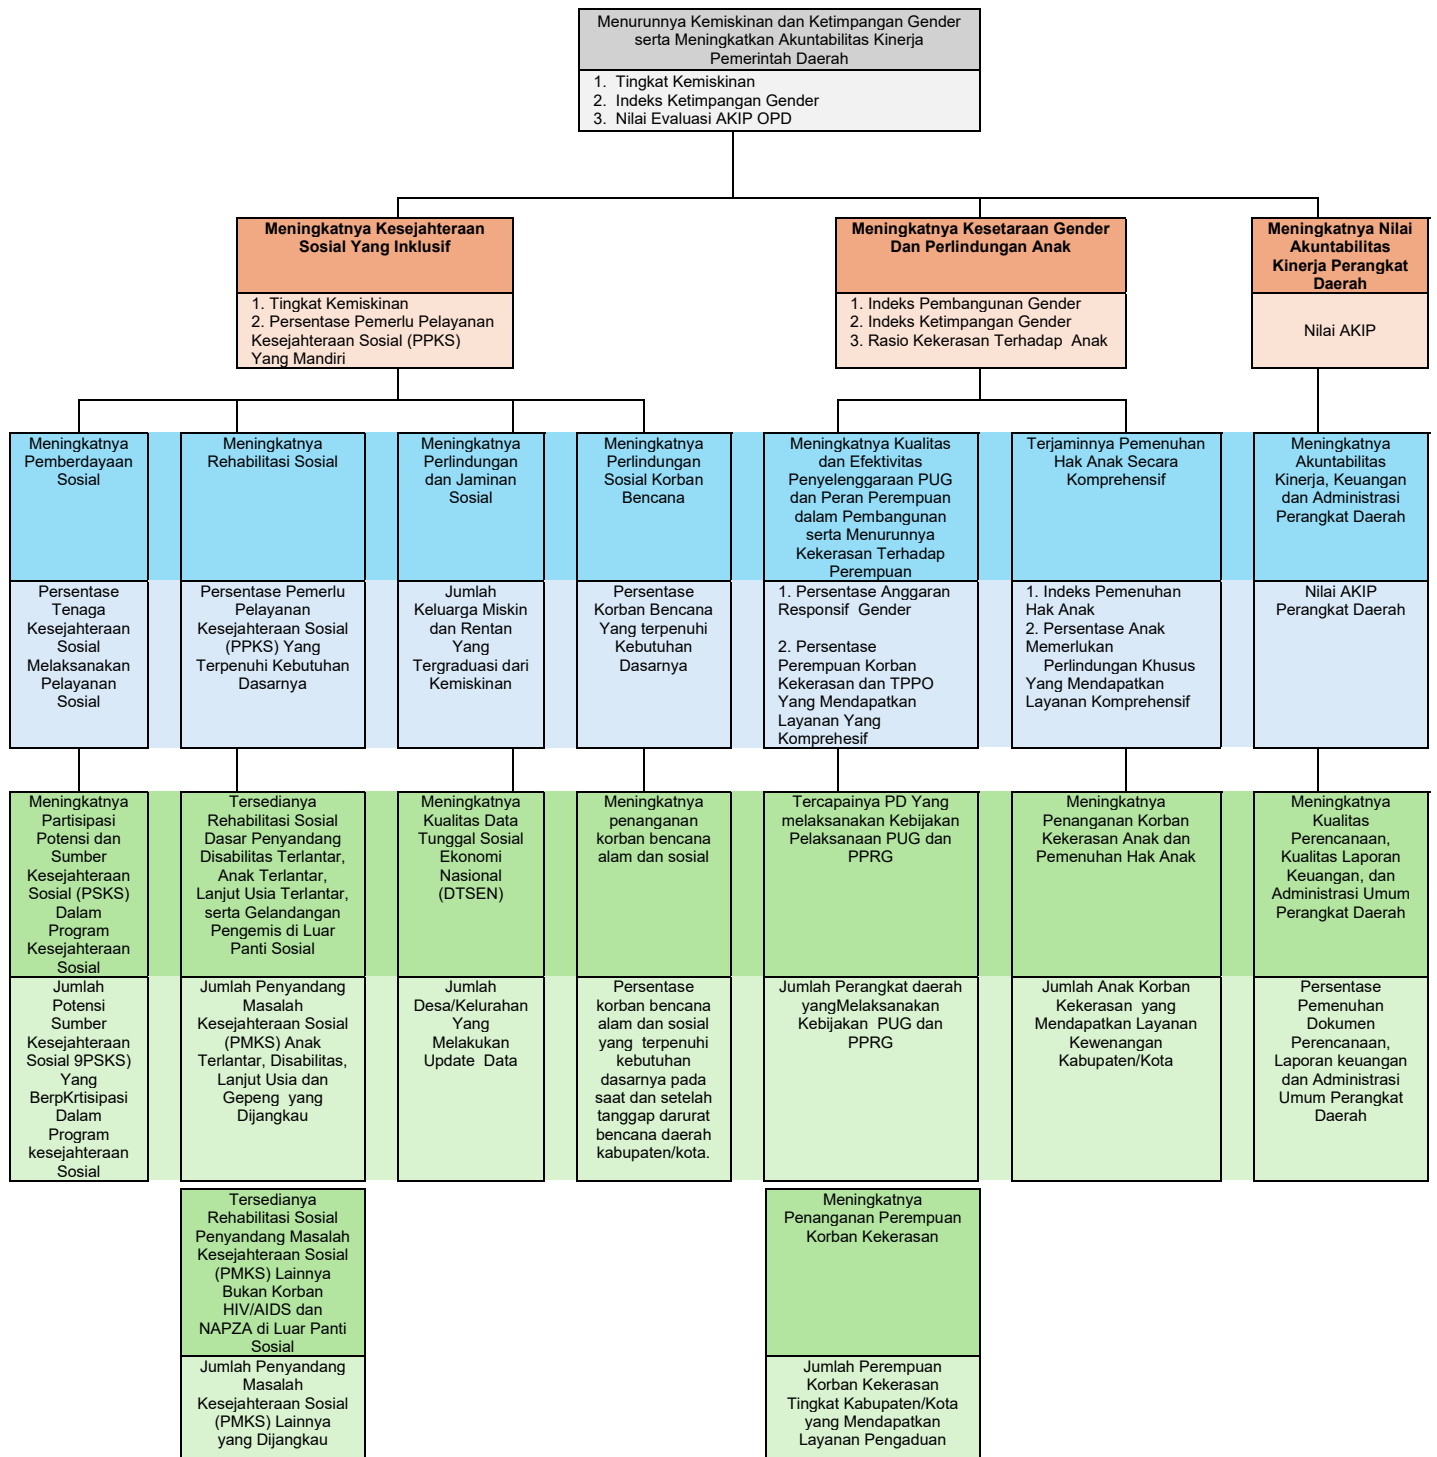 Menurunnya Kemiskinan dan Ketimpangan Gender
serta Meningkatkan Akuntabilitas Kinerja
Pemerintah Daerah
1. Tingkat Kemiskinan
2. Indeks Ketimpangan Gender
3. Nilai Evaluasi AKIP OPD
Meningkatnya Kesejahteraan
Sosial Yang Inklusif
1. Tingkat Kemiskinan
2. Persentase Pemerlu Pelayanan
Kesejahteraan Sosial (PPKS)
Yang Mandiri
Meningkatnya Kesetaraan Gender
Dan Perlindungan Anak
1. Indeks Pembangunan Gender
2. Indeks Ketimpangan Gender
3. Rasio Kekerasan Terhadap Anak
Meningkatnya Nilai
Akuntabilitas
Kinerja Perangkat
Daerah
Nilai AKIP
Meningkatnya
Pemberdayaan
Sosial
Persentase
Tenaga
Kesejahteraan
Sosial
Melaksanakan
Pelayanan
Sosial
Meningkatnya
Rehabilitasi Sosial
Persentase Pemerlu
Pelayanan
Kesejahteraan Sosial
(PPKS) Yang
Terpenuhi Kebutuhan
Dasarnya
Meningkatnya
Perlindungan
dan Jaminan
Sosial
Jumlah
Keluarga Miskin
dan Rentan
Yang
Tergraduasi dari
Kemiskinan
Meningkatnya
Perlindungan
Sosial Korban
Bencana
Persentase
Korban Bencana
Yang terpenuhi
Kebutuhan
Dasarnya
Meningkatnya Kualitas
dan Efektivitas
Penyelenggaraan PUG
dan Peran Perempuan
dalam Pembangunan
serta Menurunnya
Kekerasan Terhadap
Perempuan
1. Persentase Anggaran
Responsif Gender
2. Persentase
Perempuan Korban
Kekerasan dan TPPO
Yang Mendapatkan
Layanan Yang
Komprehesif
Terjaminnya Pemenuhan
Hak Anak Secara
Komprehensif
1. Indeks Pemenuhan
Hak Anak
2. Persentase Anak
Memerlukan
Perlindungan Khusus
Yang Mendapatkan
Layanan Komprehensif
Meningkatnya
Akuntabilitas
Kinerja, Keuangan
dan Administrasi
Perangkat Daerah
Nilai AKIP
Perangkat Daerah
Meningkatnya
Partisipasi
Potensi dan
Sumber
Kesejahteraan
Sosial (PSKS)
Dalam
Program
Kesejahteraan
Sosial
Jumlah
Potensi
Sumber
Kesejahteraan
Sosial 9PSKS)
Yang
BerpKrtisipasi
Dalam
Program
kesejahteraan
Sosial
Tersedianya
Rehabilitasi Sosial
Dasar Penyandang
Disabilitas Terlantar,
Anak Terlantar,
Lanjut Usia Terlantar,
serta Gelandangan
Pengemis di Luar
Panti Sosial
Jumlah Penyandang
Masalah
Kesejahteraan Sosial
(PMKS) Anak
Terlantar, Disabilitas,
Lanjut Usia dan
Gepeng yang
Dijangkau
Meningkatnya
Kualitas Data
Tunggal Sosial
Ekonomi
Nasional
(DTSEN)
Jumlah
Desa/Kelurahan
Yang
Melakukan
Update Data
Meningkatnya
penanganan
korban bencana
alam dan sosial
Persentase
korban bencana
alam dan sosial
yang terpenuhi
kebutuhan
dasarnya pada
saat dan setelah
tanggap darurat
bencana daerah
kabupaten/kota.
Tercapainya PD Yang
melaksanakan Kebijakan
Pelaksanaan PUG dan
PPRG
Jumlah Perangkat daerah
yangMelaksanakan
Kebijakan PUG dan
PPRG
Meningkatnya
Penanganan Korban
Kekerasan Anak dan
Pemenuhan Hak Anak
Jumlah Anak Korban
Kekerasan yang
Mendapatkan Layanan
Kewenangan
Kabupaten/Kota
Meningkatnya
Kualitas
Perencanaan,
Kualitas Laporan
Keuangan, dan
Administrasi Umum
Perangkat Daerah
Persentase
Pemenuhan
Dokumen
Perencanaan,
Laporan keuangan
dan Administrasi
Umum Perangkat
Daerah
Tersedianya
Rehabilitasi Sosial
Penyandang Masalah
Kesejahteraan Sosial
(PMKS) Lainnya
Bukan Korban
HIV/AIDS dan
NAPZA di Luar Panti
Sosial
Jumlah Penyandang
Masalah
Kesejahteraan Sosial
(PMKS) Lainnya
yang Dijangkau
Meningkatnya
Penanganan Perempuan
Korban Kekerasan
Jumlah Perempuan
Korban Kekerasan
Tingkat Kabupaten/Kota
yang Mendapatkan
Layanan Pengaduan